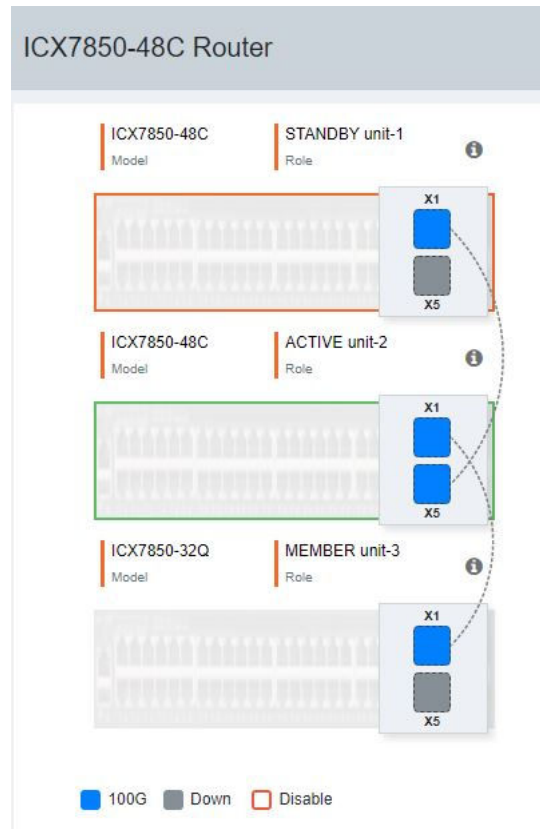 ICX7850-48C Router
ICX7850-48C STANDBY unit-1
Model Role
X1
X5
ICX7850-48C ACTIVE unit-2
Model Role
X1
X5
ICX7850-32Q MEMBER unit-3
Model Role
X1
X5
100G Down Disable